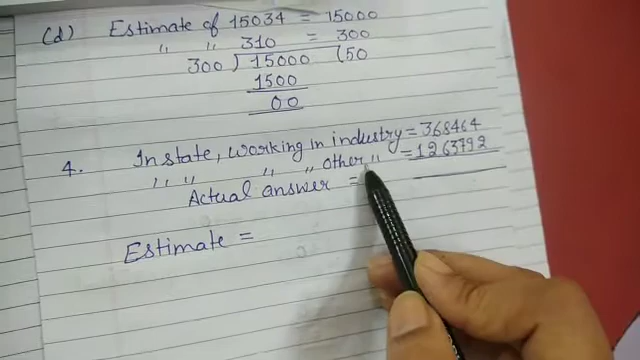 (d) Estimate of 15034 = 15000
" " 310 = 300
300 ) 15000 (50
1500
00
4. In state, working in industry = 368464
" " " " other " = 1263792
Actual answer =
Estimate =